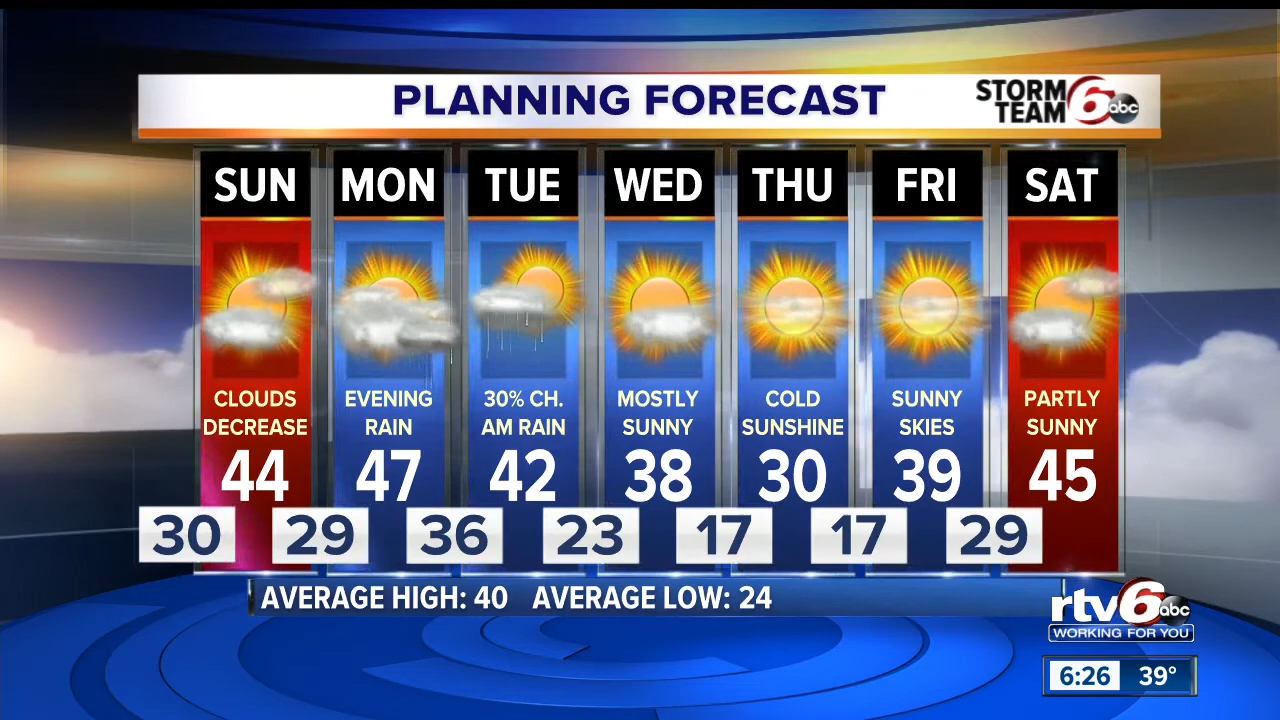 PLANNING FORECAST
STORM TEAM 6 abc
SUN MON TUE WED THU FRI SAT
CLOUDS DECREASE
EVENING RAIN
30% CH. AM RAIN
MOSTLY SUNNY
COLD SUNSHINE
SUNNY SKIES
PARTLY SUNNY
44 47 42 38 30 39 45
30 29 36 23 17 17 29
AVERAGE HIGH: 40 AVERAGE LOW: 24
rtv6 abc
WORKING FOR YOU
6:26 39°